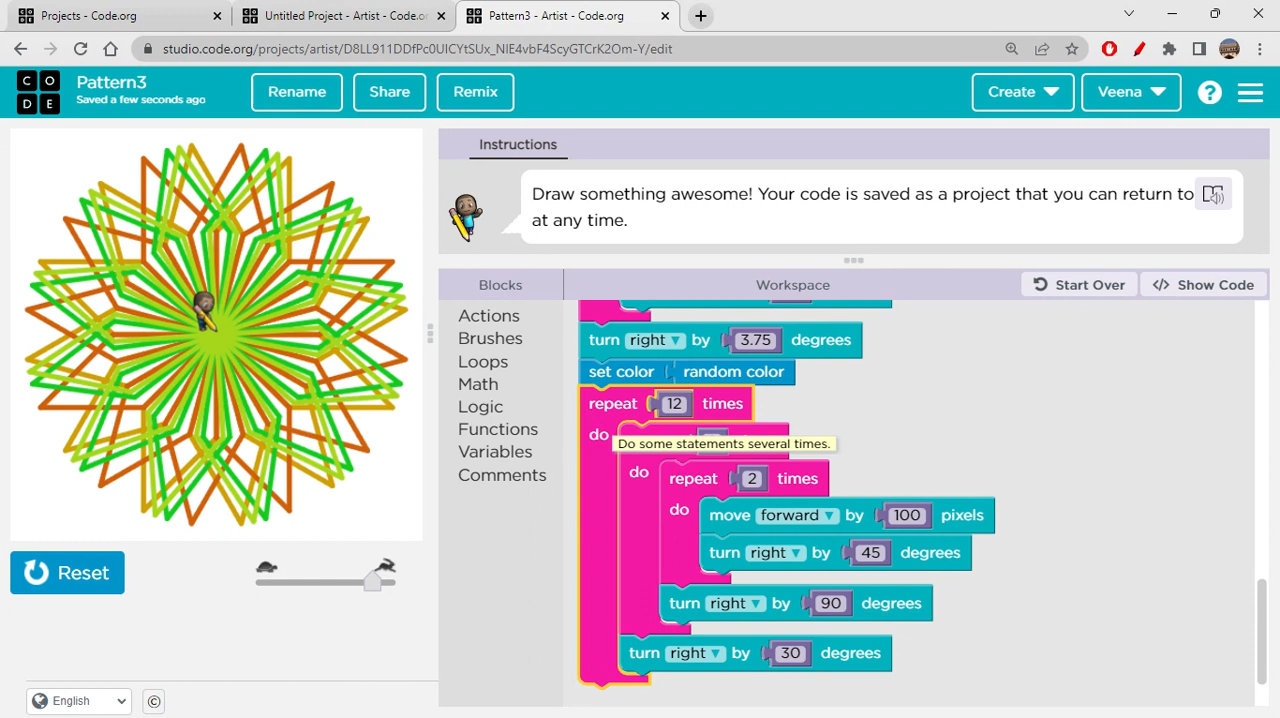 Projects - Code.org
Untitled Project - Artist - Code.or
Pattern3 - Artist - Code.org
studio.code.org/projects/artist/D8LL911DDfPc0UICYtSUx_NIE4vbF4ScyGTCrK2Om-Y/edit
CODE
Pattern3
Saved a few seconds ago
Rename
Share
Remix
Create
Veena
?
Instructions
Draw something awesome! Your code is saved as a project that you can return to
at any time.
Blocks
Workspace
Start Over
</> Show Code
Actions
Brushes
Loops
Math
Logic
Functions
Variables
Comments
turn right by 3.75 degrees
set color random color
repeat 12 times
do
Do some statements several times.
do repeat 2 times
do move forward by 100 pixels
turn right by 45 degrees
turn right by 90 degrees
turn right by 30 degrees
Reset
English
©